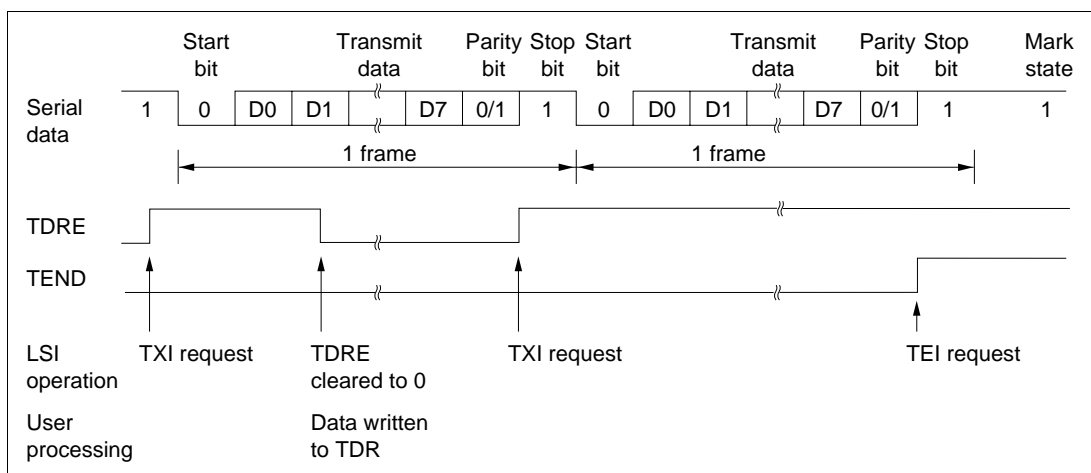 Start Transmit Parity Stop Start Transmit Parity Stop Mark
bit data bit bit bit data bit bit state
Serial data 1 0 D0 D1 D7 0/1 1 0 D0 D1 D7 0/1 1 1
1 frame 1 frame
TDRE
TEND
LSI operation TXI request TDRE cleared to 0 TXI request TEI request
User processing Data written to TDR